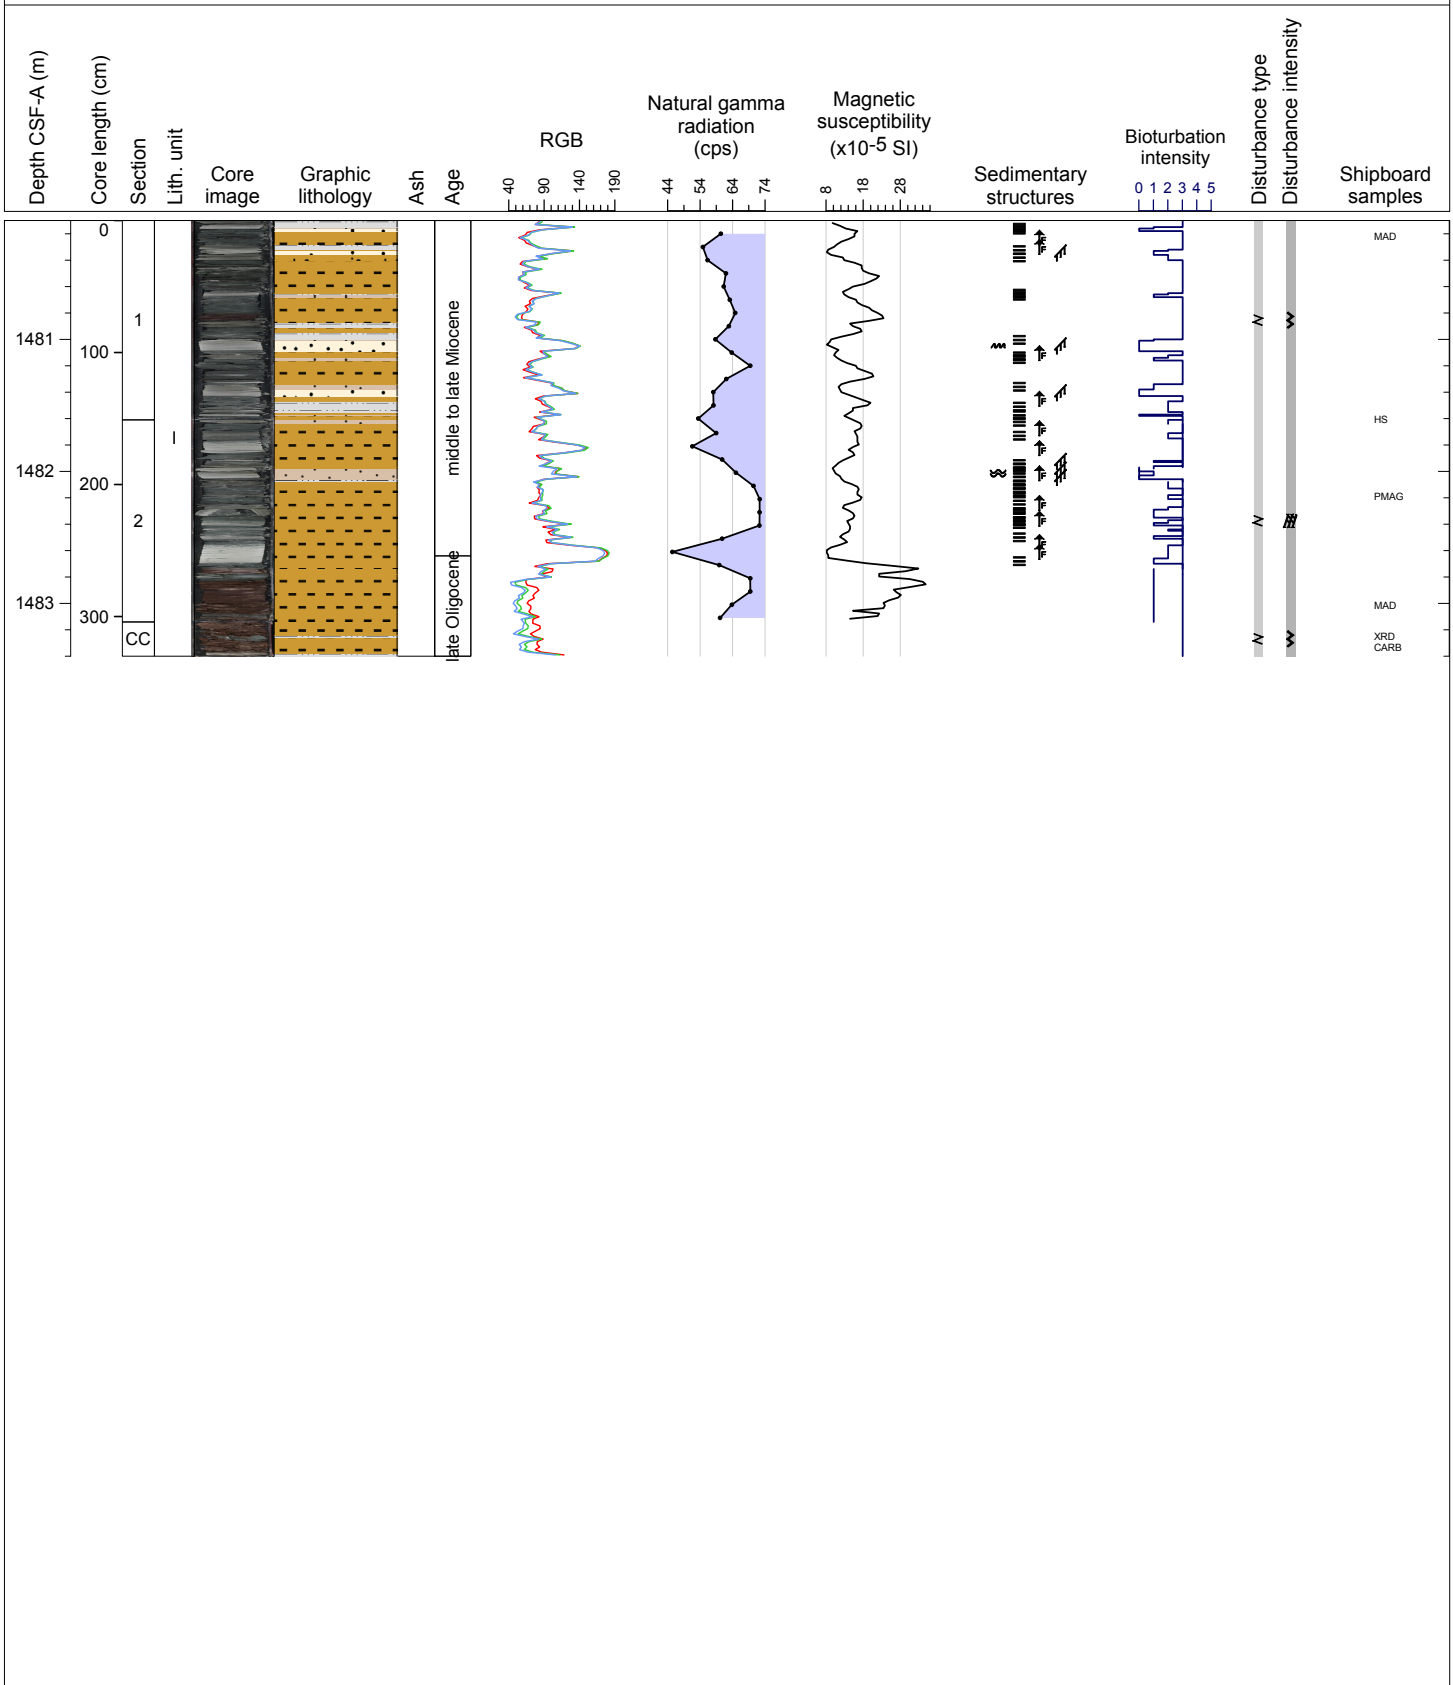 Depth CSF-A (m)
Core length (cm)
Section
Lith. unit
Core
image
Graphic
lithology
Ash
Age
RGB
40 90 140 190
Natural gamma
radiation
(cps)
44 54 64 74
Magnetic
susceptibility
(x10-5 SI)
8 18 28
Sedimentary
structures
Bioturbation
intensity
0 1 2 3 4 5
Disturbance type
Disturbance intensity
Shipboard
samples
1481
1482
1483
0
100
200
300
1
2
CC
I
middle to late Miocene
late Oligocene
F
F
F
F
F
F
F
F
F
F
F
MAD
HS
PMAG
MAD
XRD
CARB